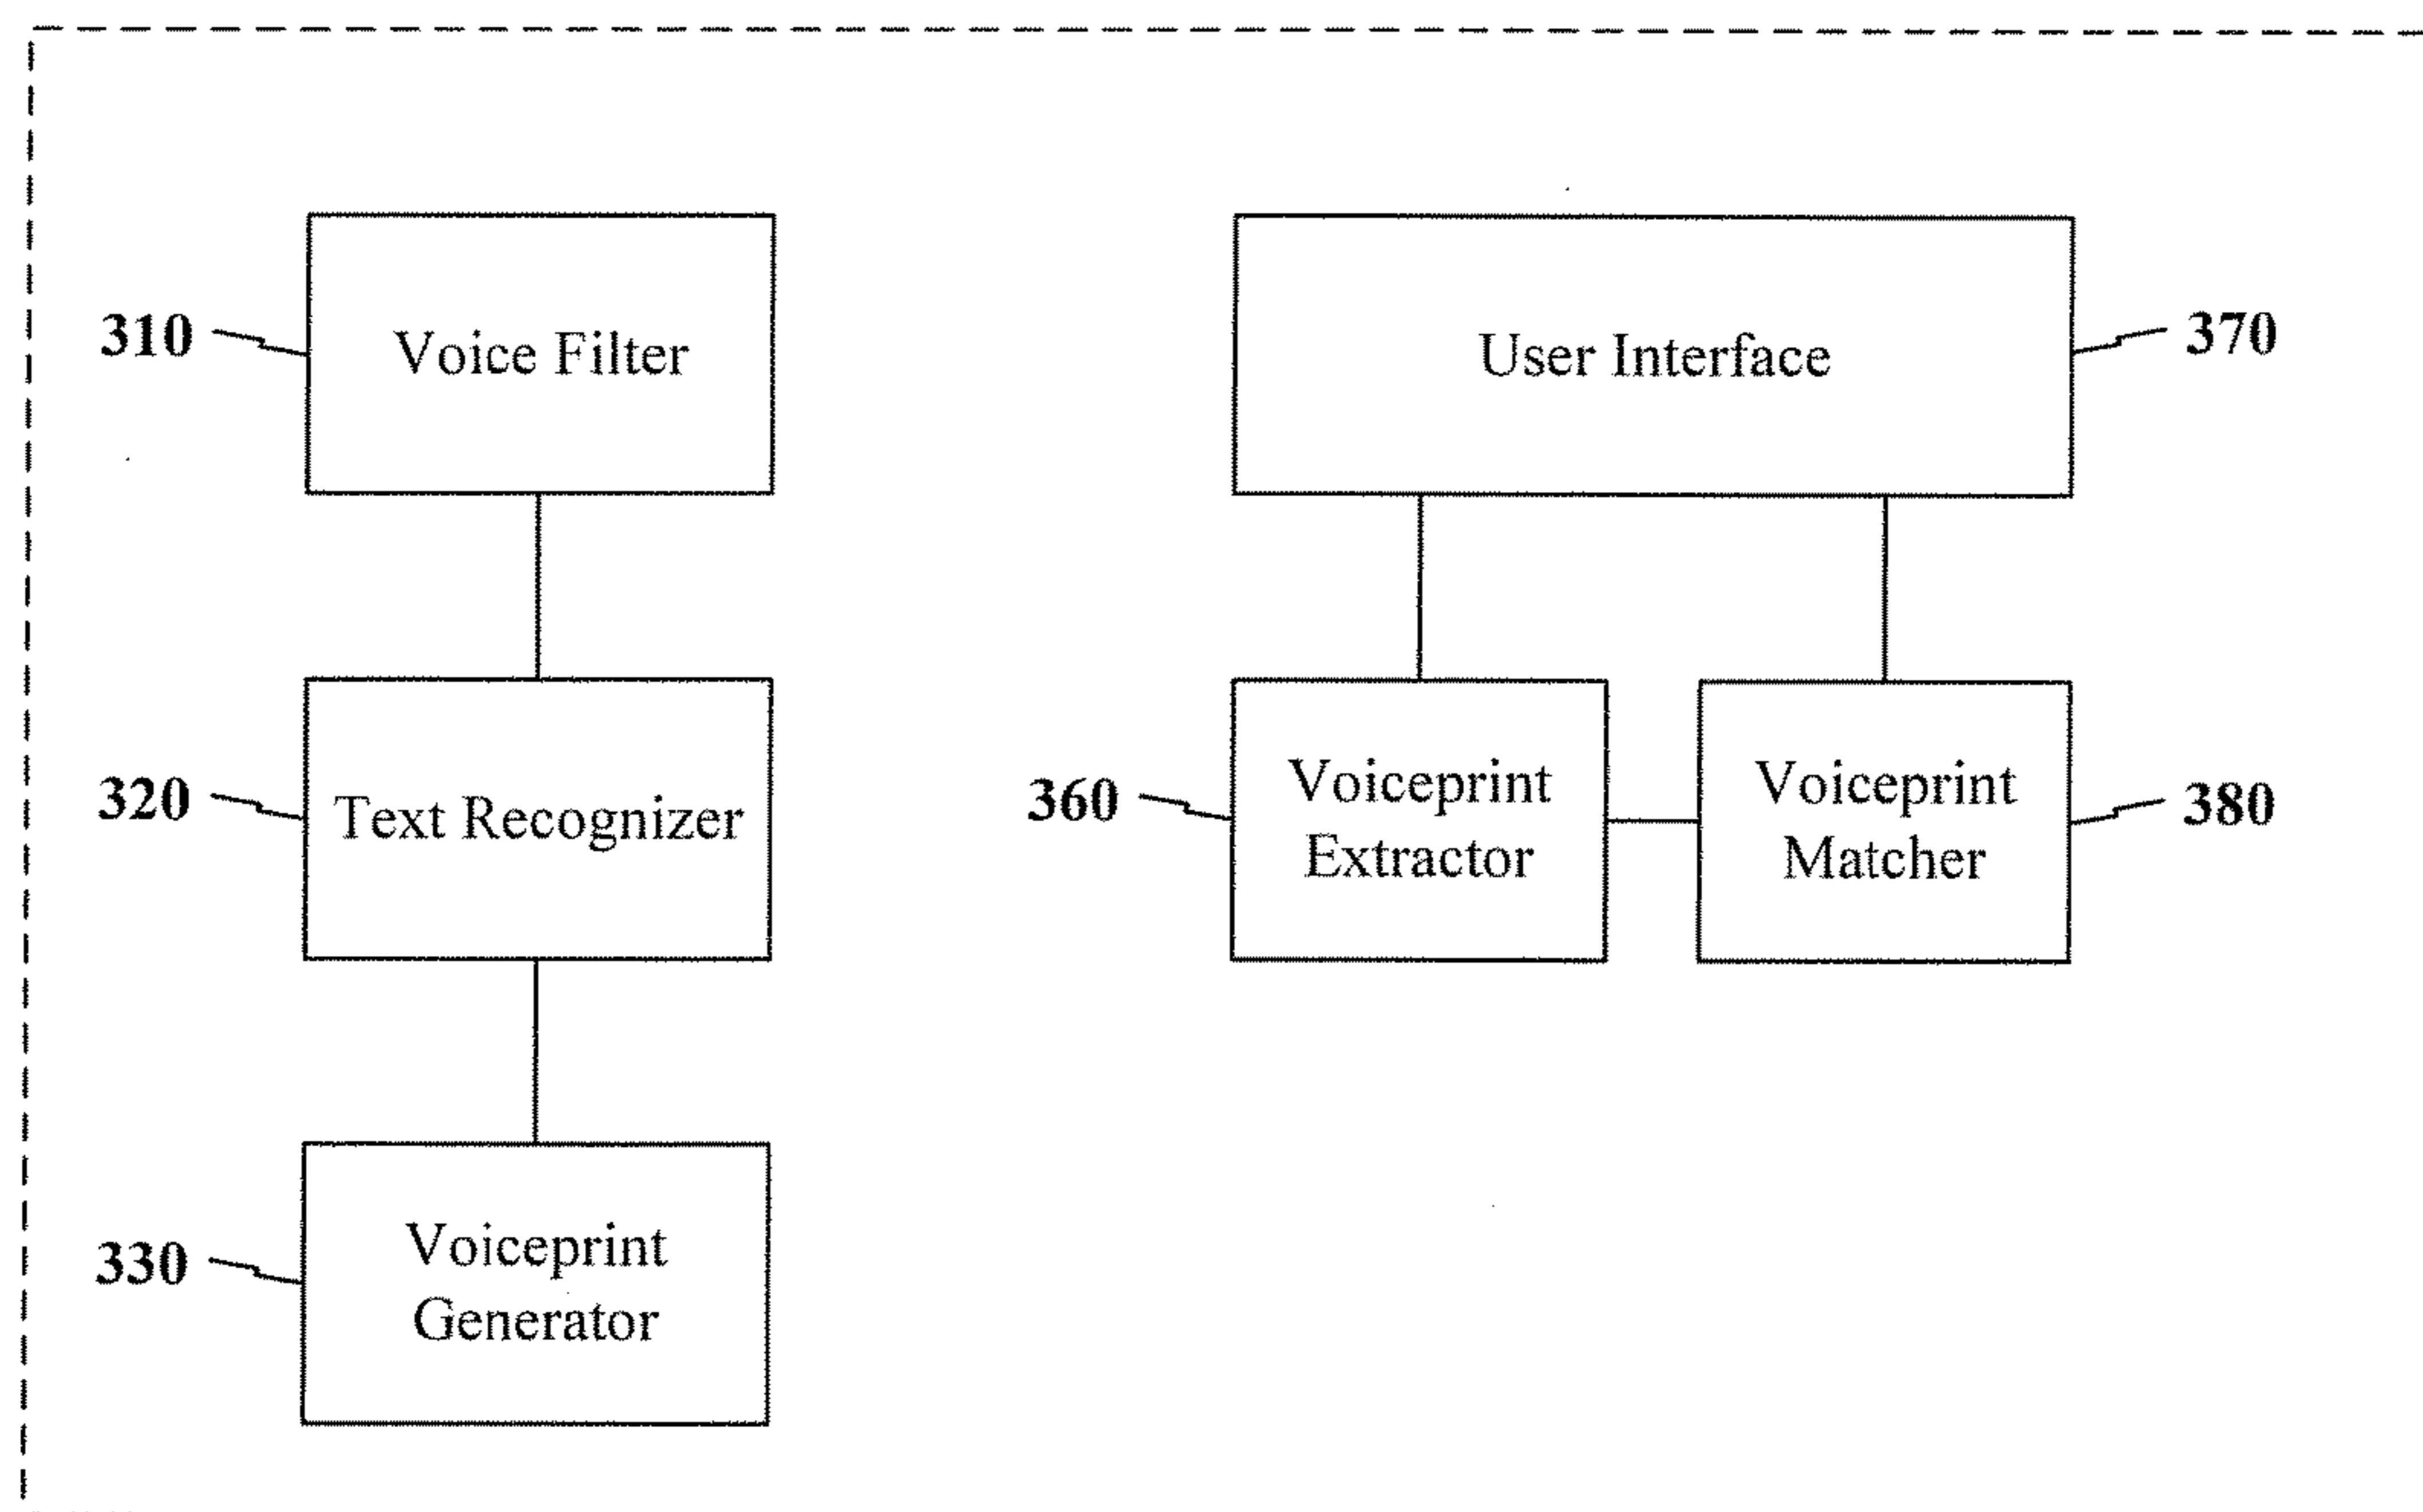 310
Voice Filter
User Interface
370
320
Text Recognizer
360
Voiceprint
Extractor
Voiceprint
Matcher
380
330
Voiceprint
Generator